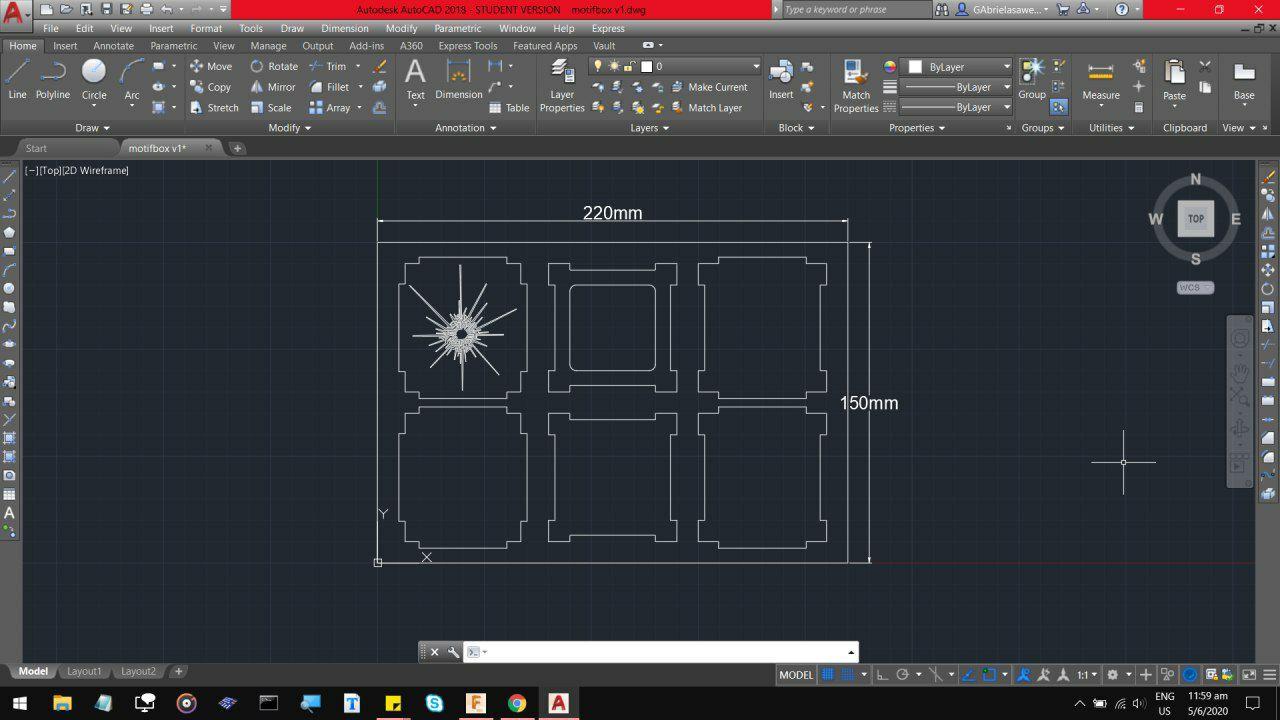 Autodesk AutoCAD 2018 - STUDENT VERSION motifbox v1.dwg
Type a keyword or phrase
GAbrielasawe...
File Edit View Insert Format Tools Draw Dimension Modify Parametric Window Help Express
Home Insert Annotate Parametric View Manage Output Add-ins A360 Express Tools Featured Apps Vault
Line Polyline Circle Arc
Move Rotate Trim
Copy Mirror Fillet
Stretch Scale Array
Text Dimension Table
Layer Properties
0
Make Current
Match Layer
Insert
Match Properties
ByLayer
ByLayer
ByLayer
Group Measure Paste Base
Draw Modify Annotation Layers Block Properties Groups Utilities Clipboard View
Start motifbox v1*
[−][Top][2D Wireframe]
N
W TOP E
S
WCS
220mm
150mm
Y
X
A
Model Layout1 Layout2
MODEL 1:1
ENG 11:59 am
US 5/6/2020